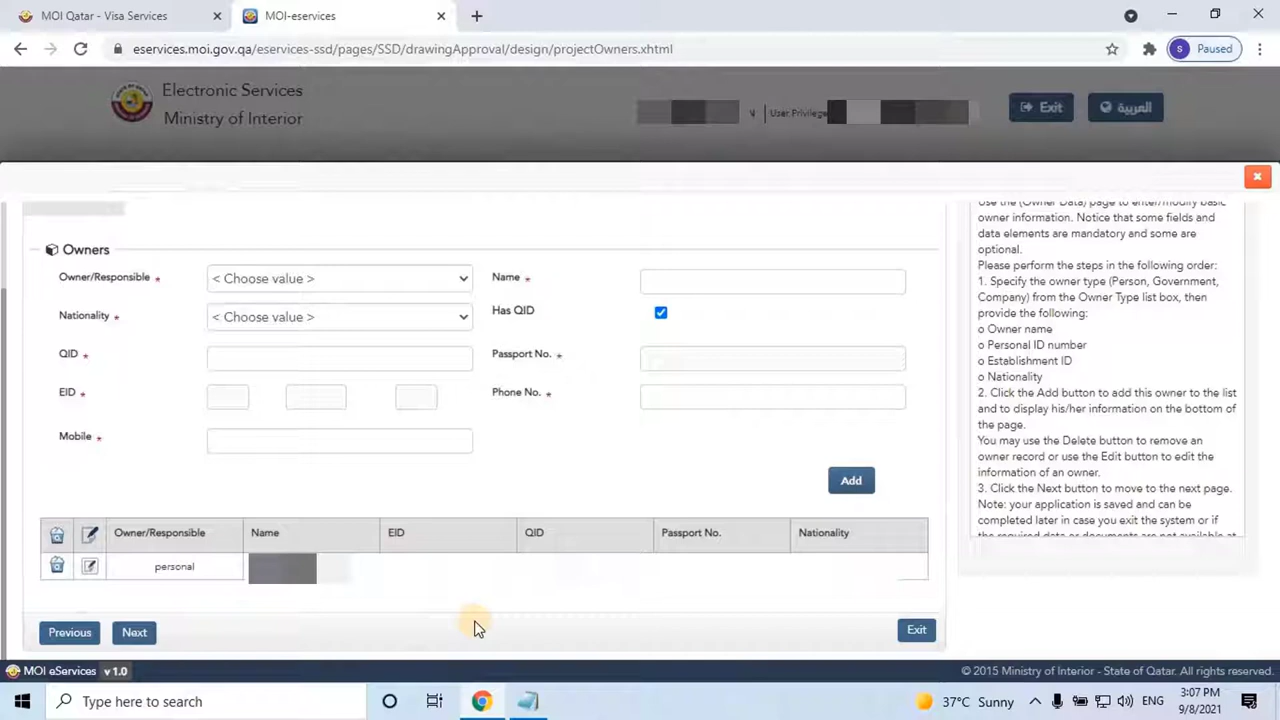 MOI Qatar - Visa Services
MOI-eservices
eservices.moi.gov.qa/eservices-ssd/pages/SSD/drawingApproval/design/projectOwners.xhtml
S Paused
Electronic Services
Ministry of Interior
User Privilege
Exit
العربية
Owners
Owner/Responsible *
< Choose value >
Name *
Nationality *
< Choose value >
Has QID
QID *
Passport No. *
EID *
Phone No. *
Mobile *
Add
Owner/Responsible Name EID QID Passport No. Nationality
personal
Previous
Next
Exit
Use the (Owner Data) page to enter/modify basic
owner information. Notice that some fields and
data elements are mandatory and some are
optional.
Please perform the steps in the following order:
1. Specify the owner type (Person, Government,
Company) from the Owner Type list box, then
provide the following:
o Owner name
o Personal ID number
o Establishment ID
o Nationality
2. Click the Add button to add this owner to the list
and to display his/her information on the bottom of
the page.
You may use the Delete button to remove an
owner record or use the Edit button to edit the
information of an owner.
3. Click the Next button to move to the next page.
Note: your application is saved and can be
completed later in case you exit the system or if
the required data or documents are not available at
MOI eServices v 1.0
© 2015 Ministry of Interior - State of Qatar. All rights reserved.
Type here to search
37°C Sunny
ENG
3:07 PM
9/8/2021